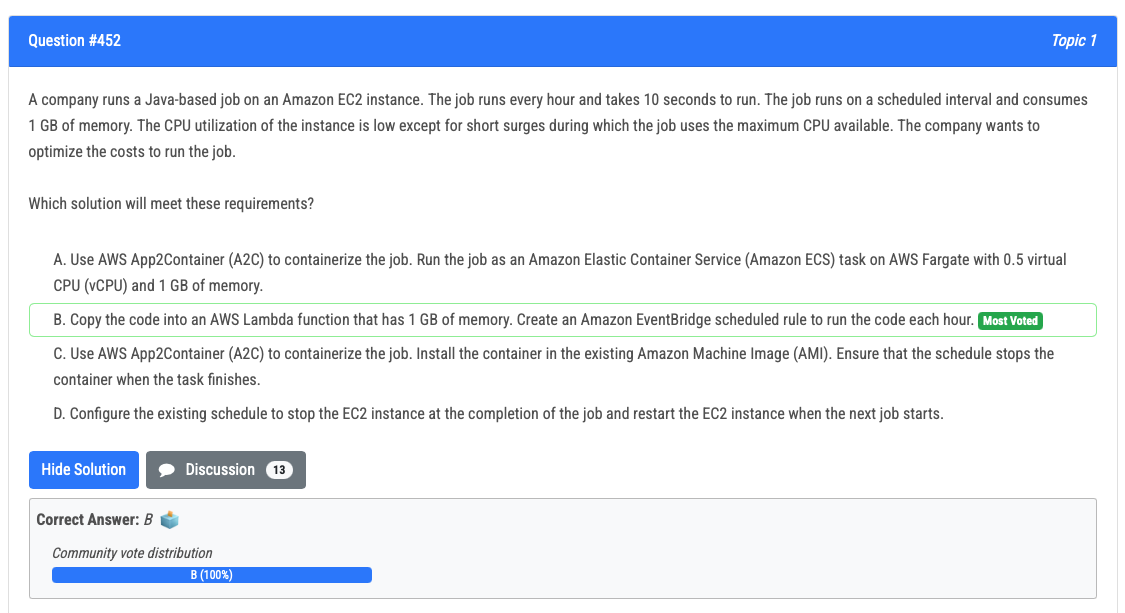 Question #452
Topic 1
A company runs a Java-based job on an Amazon EC2 instance. The job runs every hour and takes 10 seconds to run. The job runs on a scheduled interval and consumes
1 GB of memory. The CPU utilization of the instance is low except for short surges during which the job uses the maximum CPU available. The company wants to
optimize the costs to run the job.
Which solution will meet these requirements?
A. Use AWS App2Container (A2C) to containerize the job. Run the job as an Amazon Elastic Container Service (Amazon ECS) task on AWS Fargate with 0.5 virtual
CPU (vCPU) and 1 GB of memory.
B. Copy the code into an AWS Lambda function that has 1 GB of memory. Create an Amazon EventBridge scheduled rule to run the code each hour. Most Voted
C. Use AWS App2Container (A2C) to containerize the job. Install the container in the existing Amazon Machine Image (AMI). Ensure that the schedule stops the
container when the task finishes.
D. Configure the existing schedule to stop the EC2 instance at the completion of the job and restart the EC2 instance when the next job starts.
Hide Solution
Discussion 13
Correct Answer: B
Community vote distribution
B (100%)